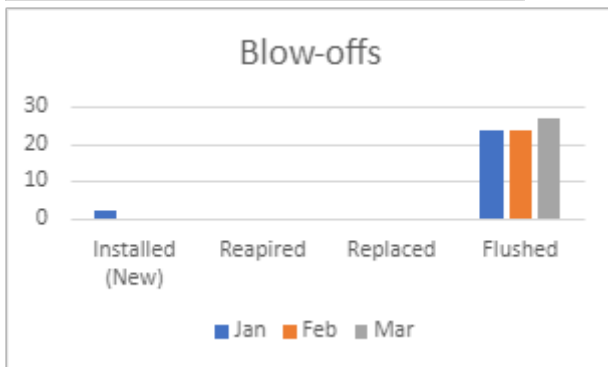 Blow-offs
30
20
10
0
Installed (New)
Reapired
Replaced
Flushed
Jan Feb Mar